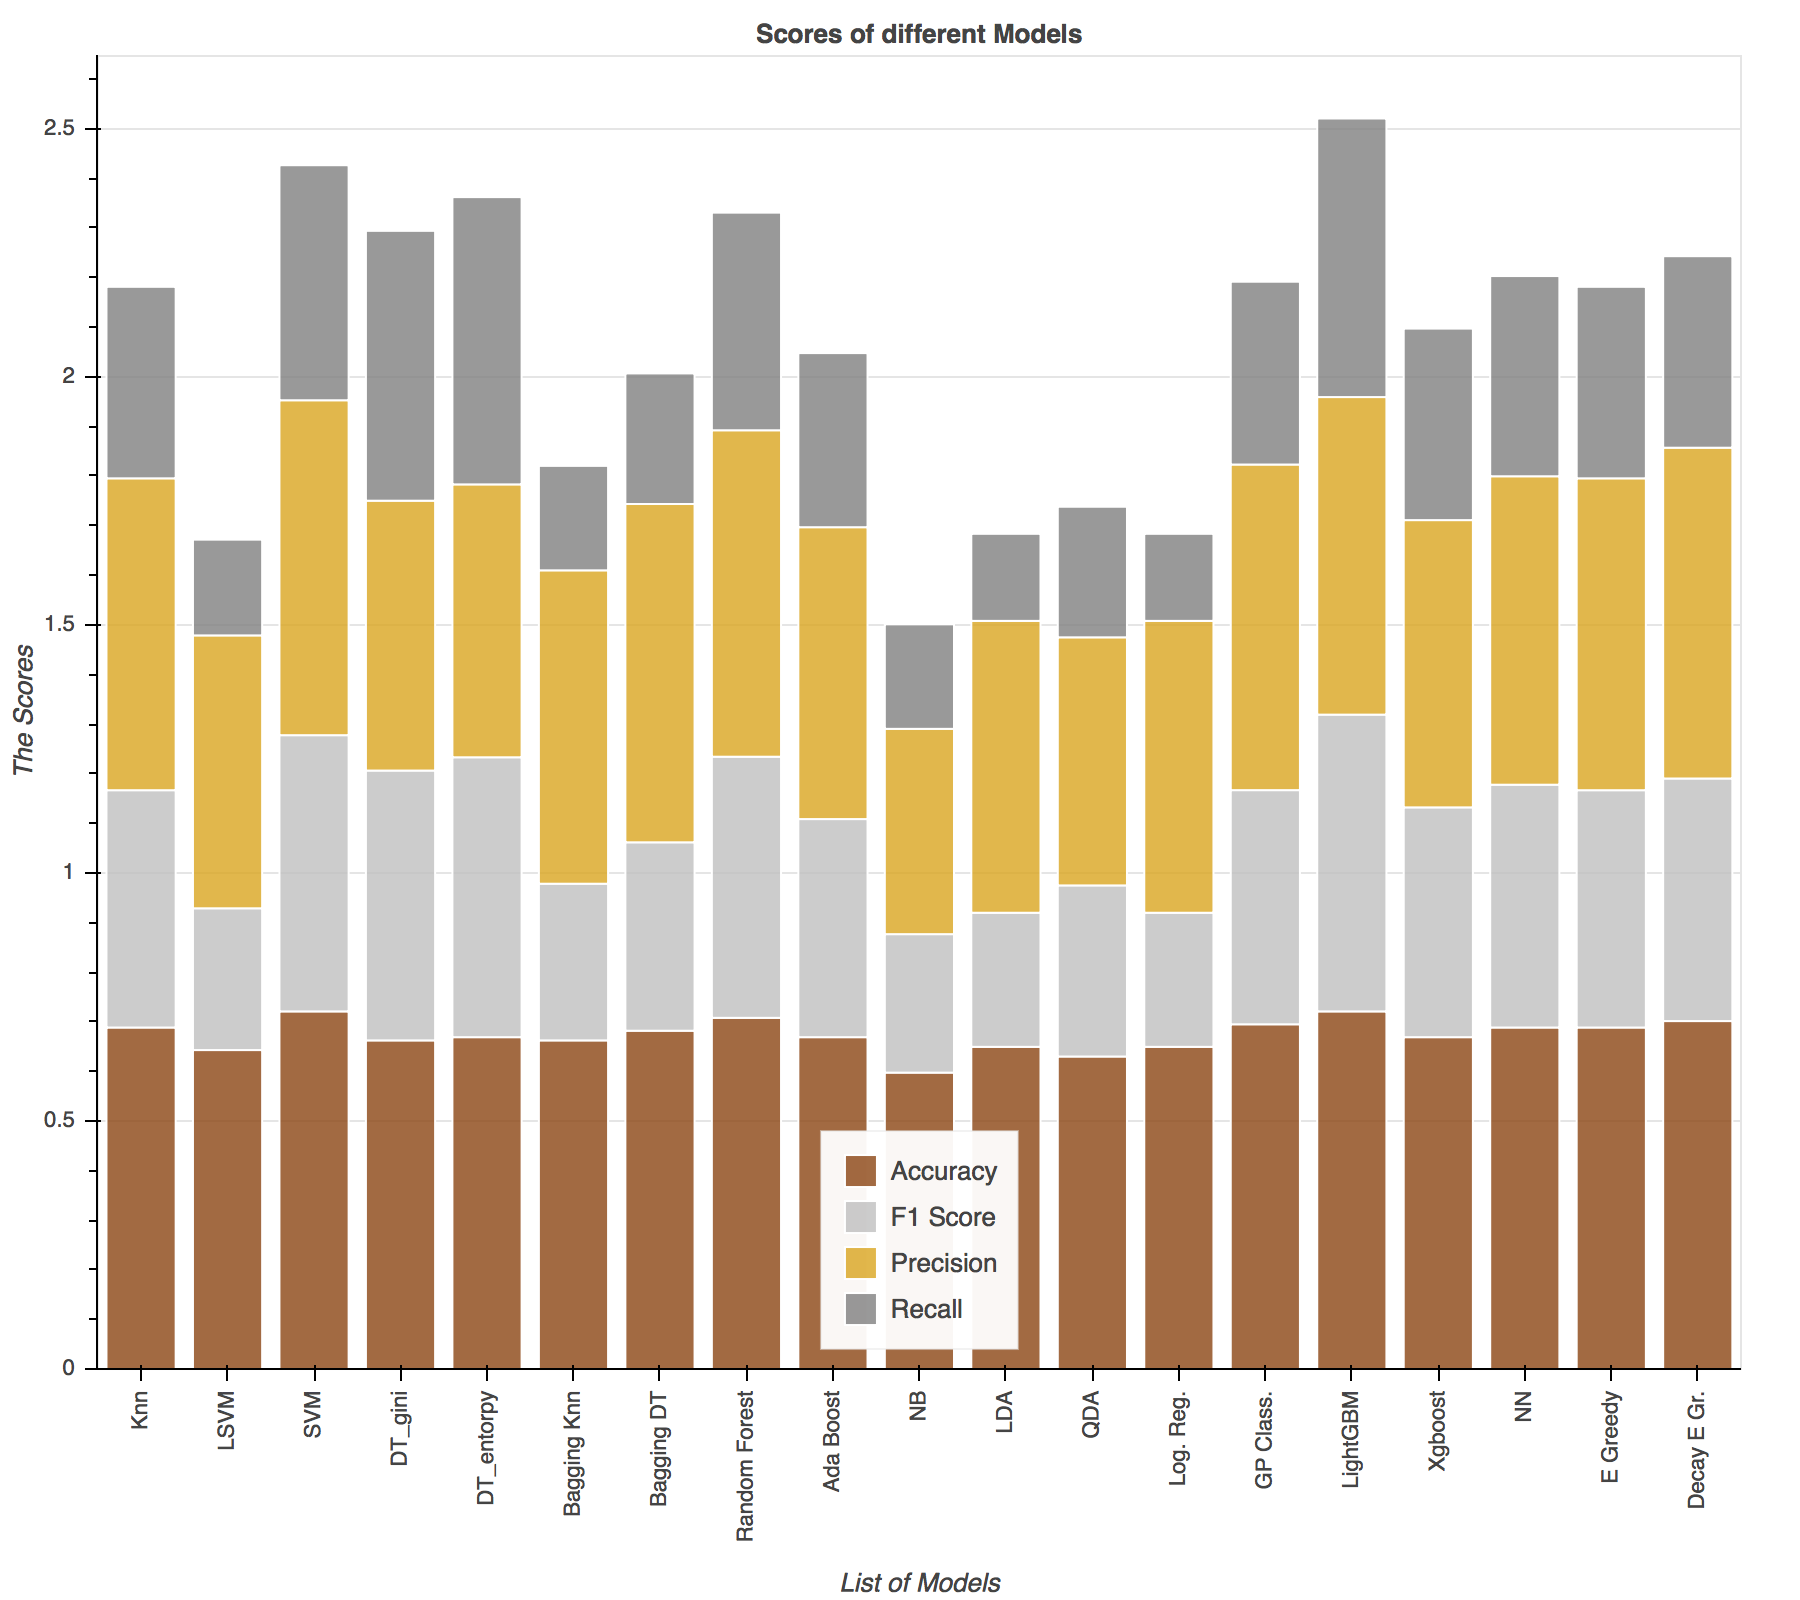 Scores of different Models
The Scores
2.5
2
1.5
1
0.5
0
Accuracy
F1 Score
Precision
Recall
Knn
LSVM
SVM
DT_gini
DT_entorpy
Bagging Knn
Bagging DT
Random Forest
Ada Boost
NB
LDA
QDA
Log. Reg.
GP Class.
LightGBM
Xgboost
NN
E Greedy
Decay E Gr.
List of Models